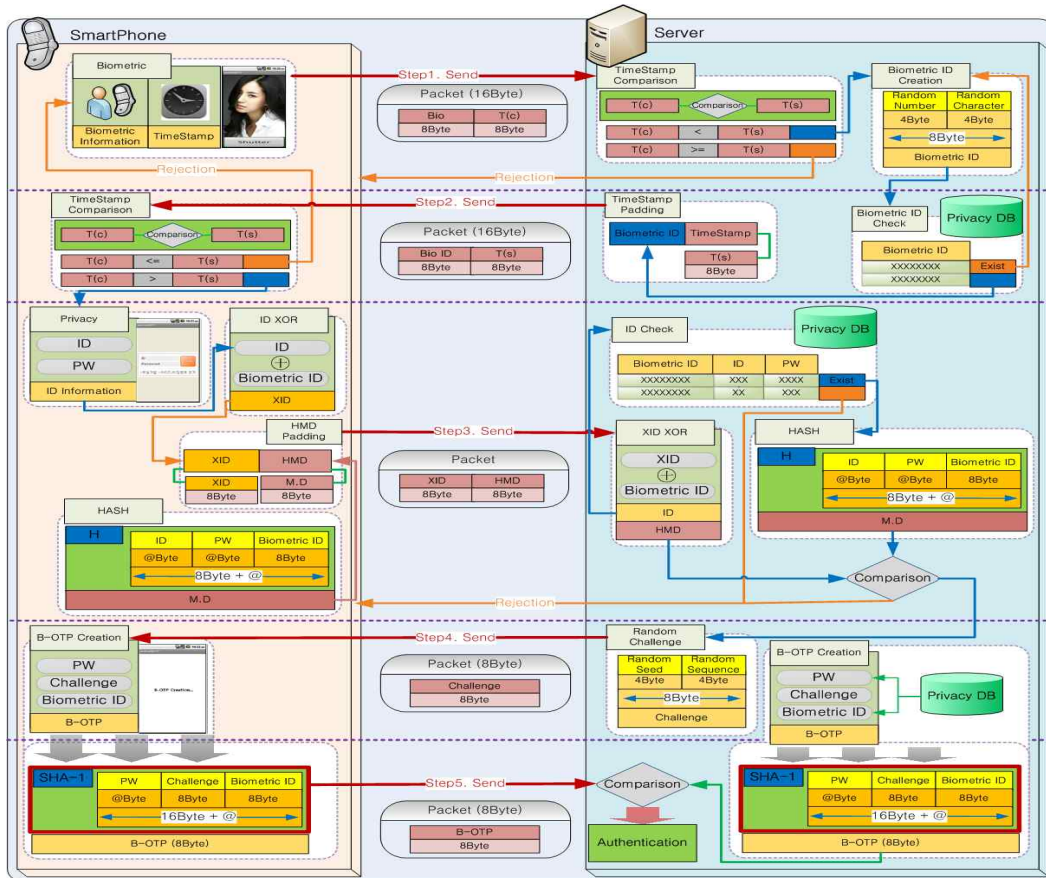 SmartPhone
Server
Biometric
Biometric Information
TimeStamp
Shutter
Step1. Send
Packet (16Byte)
Bio T(c)
8Byte 8Byte
TimeStamp Comparison
T(c) Comparison T(s)
T(c) < T(s)
T(c) >= T(s)
Biometric ID Creation
Random Number Random Character
4Byte 4Byte
8Byte
Biometric ID
Rejection
Rejection
TimeStamp Comparison
T(c) Comparison T(s)
T(c) <= T(s)
T(c) > T(s)
Step2. Send
Packet (16Byte)
Bio ID T(s)
8Byte 8Byte
TimeStamp Padding
Biometric ID TimeStamp
T(s)
8Byte
Biometric ID Check
Privacy DB
Biometric ID
XXXXXXXX Exist
XXXXXXXX
Privacy
ID
PW
ID Information
ID XOR
ID
Biometric ID
XID
ID Check
Privacy DB
Biometric ID ID PW
XXXXXXXX XXX XXXX Exist
XXXXXXXX XX XXX
HMD Padding
XID HMD
XID M.D
8Byte 8Byte
Step3. Send
Packet
XID HMD
8Byte 8Byte
XID XOR
XID
Biometric ID
ID
HMD
HASH
H
ID PW Biometric ID
@Byte @Byte 8Byte
8Byte + @
M.D
HASH
H
ID PW Biometric ID
@Byte @Byte 8Byte
8Byte + @
M.D
Comparison
Rejection
B-OTP Creation
PW
Challenge
Biometric ID
B-OTP
B-OTP Creation...
Step4. Send
Packet (8Byte)
Challenge
8Byte
Random Challenge
Random Seed Random Sequence
4Byte 4Byte
8Byte
Challenge
B-OTP Creation
PW
Challenge
Biometric ID
B-OTP
Privacy DB
SHA-1
PW Challenge Biometric ID
@Byte 8Byte 8Byte
16Byte + @
B-OTP (8Byte)
Step5. Send
Packet (8Byte)
B-OTP
8Byte
Comparison
Authentication
SHA-1
PW Challenge Biometric ID
@Byte 8Byte 8Byte
16Byte + @
B-OTP (8Byte)